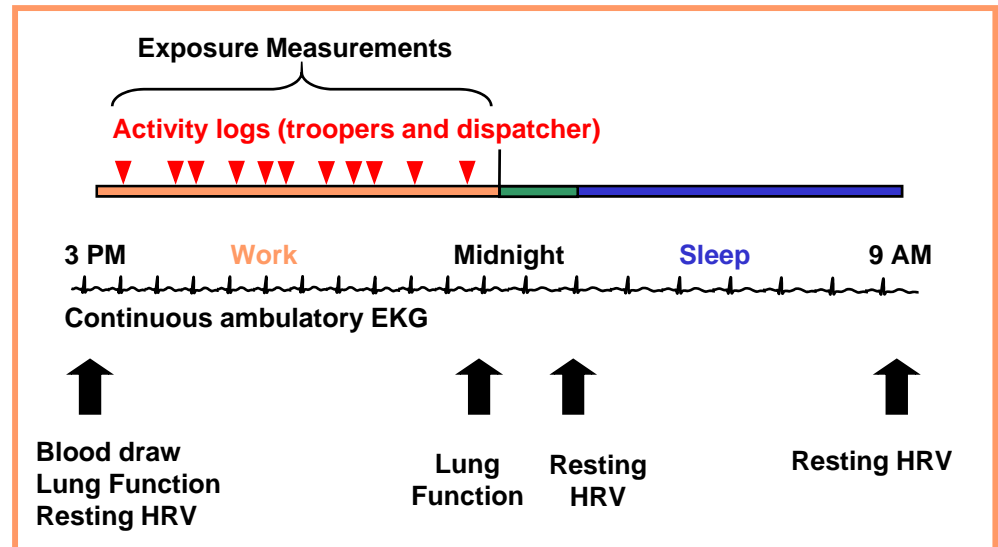 Exposure Measurements
Activity logs (troopers and dispatcher)
3 PM Work Midnight Sleep 9 AM
Continuous ambulatory EKG
Blood draw
Lung Function
Resting HRV
Lung
Function
Resting
HRV
Resting HRV